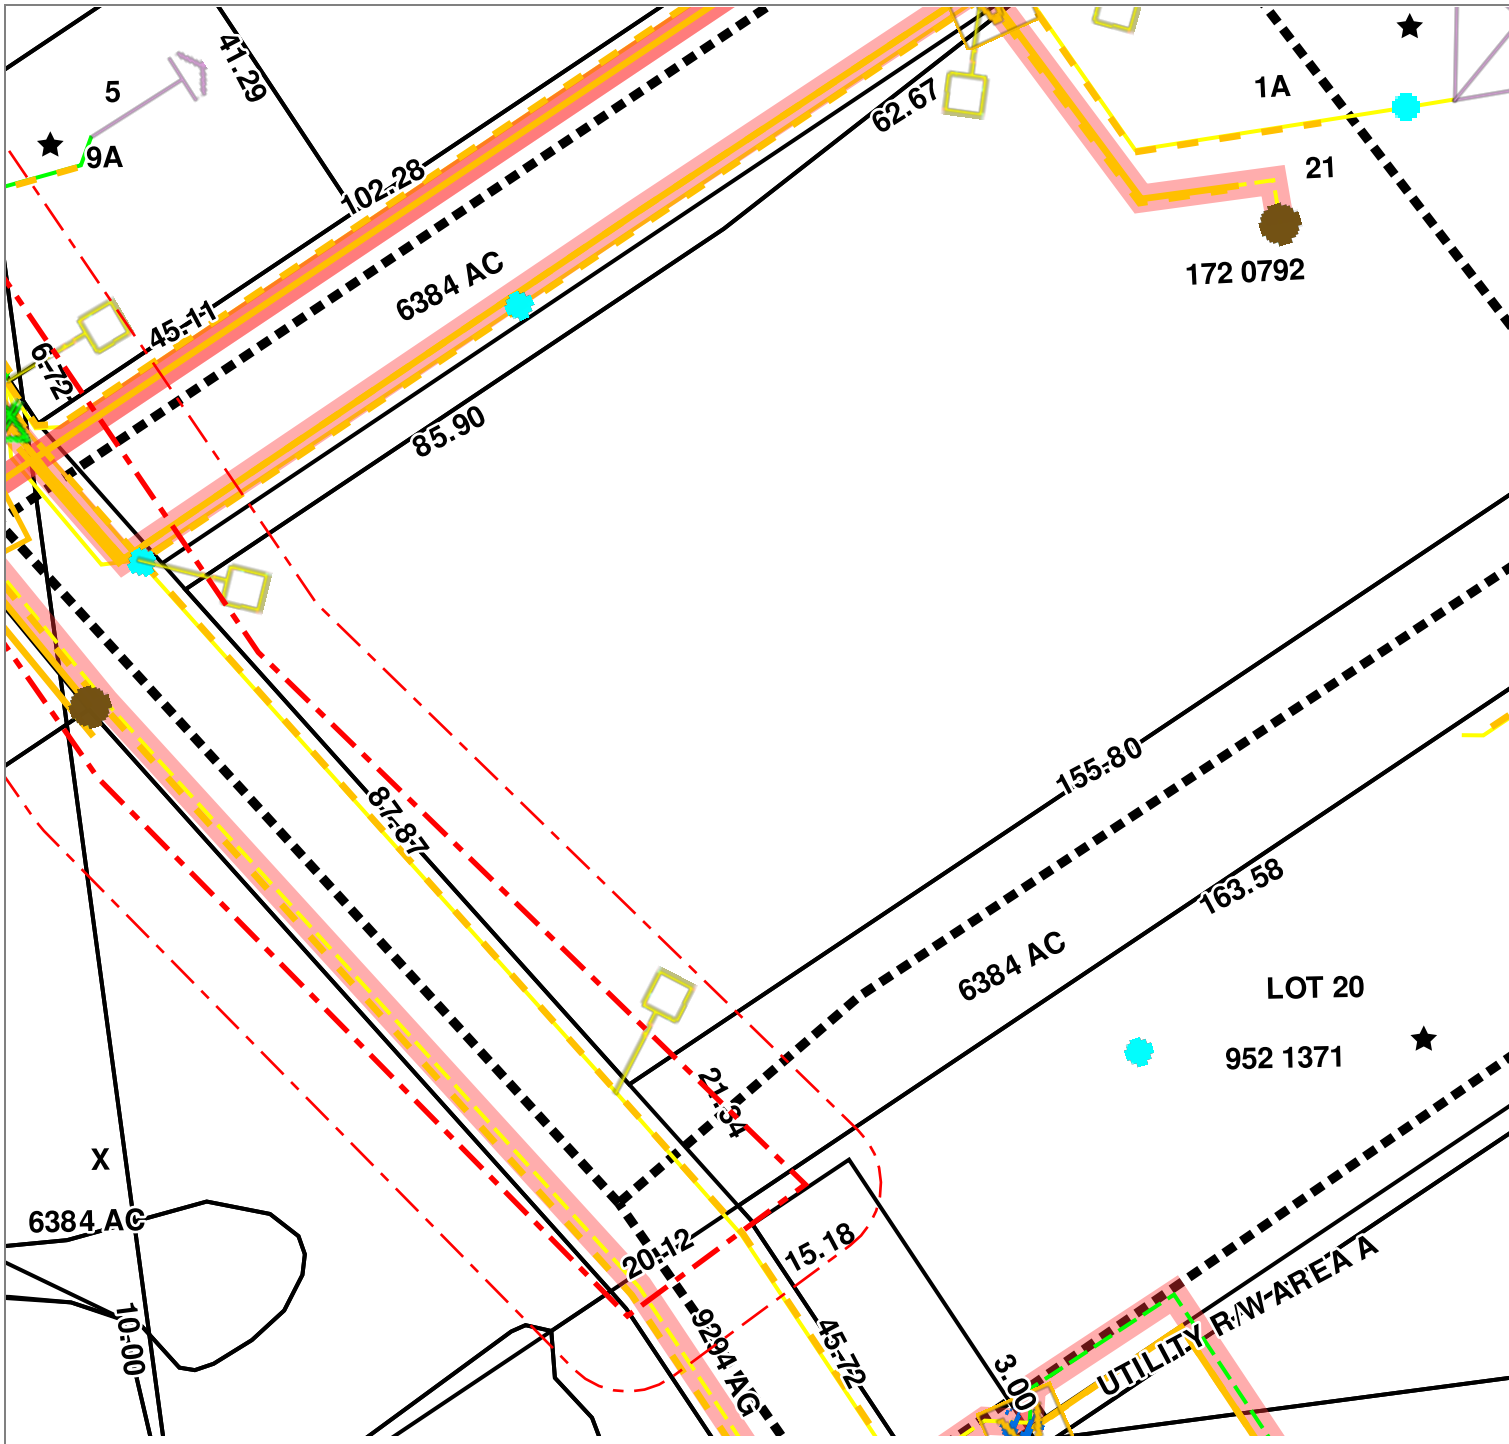 41.29
5
9A
102.28
62.67
1A
21
172 0792
6384 AC
45.11
6.72
85.90
155.80
87.87
163.58
6384 AC
LOT 20
952 1371
21.34
X
6384 AC
20.12
15.18
10.00
9294 AG
45.72
3.00
UTILITY R/W AREA A